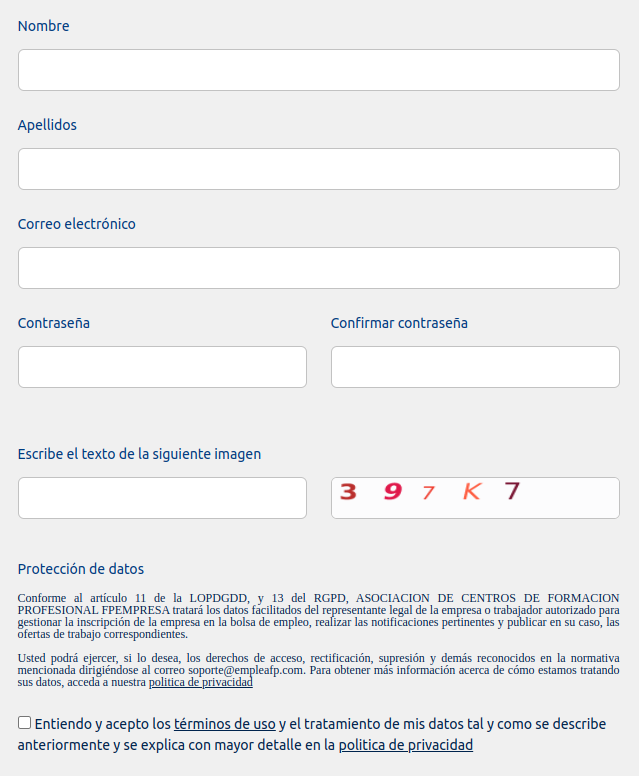 Nombre
Apellidos
Correo electrónico
Contraseña Confirmar contraseña
Escribe el texto de la siguiente imagen
3 9 7 K 7
Protección de datos
Conforme al artículo 11 de la LOPDGDD, y 13 del RGPD, ASOCIACION DE CENTROS DE FORMACION
PROFESIONAL FPEMPRESA tratará los datos facilitados del representante legal de la empresa o trabajador autorizado para
gestionar la inscripción de la empresa en la bolsa de empleo, realizar las notificaciones pertinentes y publicar en su caso, las
ofertas de trabajo correspondientes.
Usted podrá ejercer, si lo desea, los derechos de acceso, rectificación, supresión y demás reconocidos en la normativa
mencionada dirigiéndose al correo soporte@empleafp.com. Para obtener más información acerca de cómo estamos tratando
sus datos, acceda a nuestra politica de privacidad
Entiendo y acepto los términos de uso y el tratamiento de mis datos tal y como se describe
anteriormente y se explica con mayor detalle en la politica de privacidad